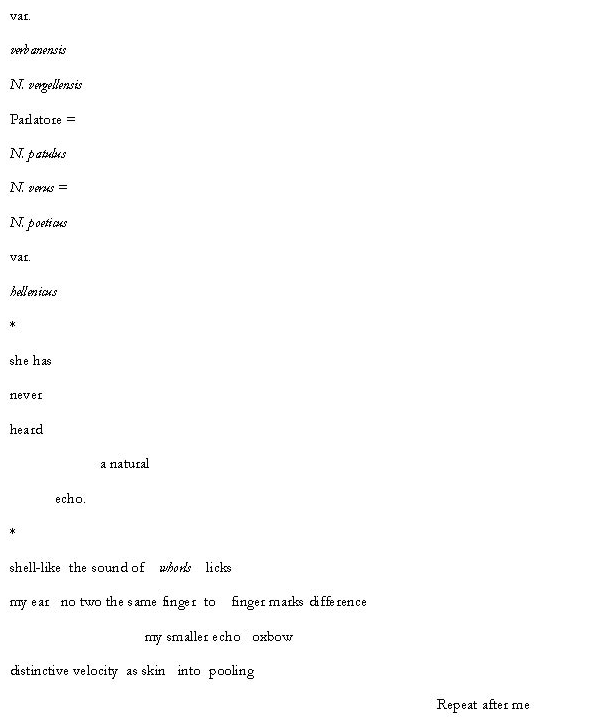 var.
verbanensis
N. vergellensis
Parlatore =
N. patulus
N. verus =
N. poeticus
var.
hellenicus
*
she has
never
heard
a natural
echo.
*
shell-like the sound of whorls licks
my ear no two the same finger to finger marks difference
my smaller echo oxbow
distinctive velocity as skin into pooling
Repeat after me